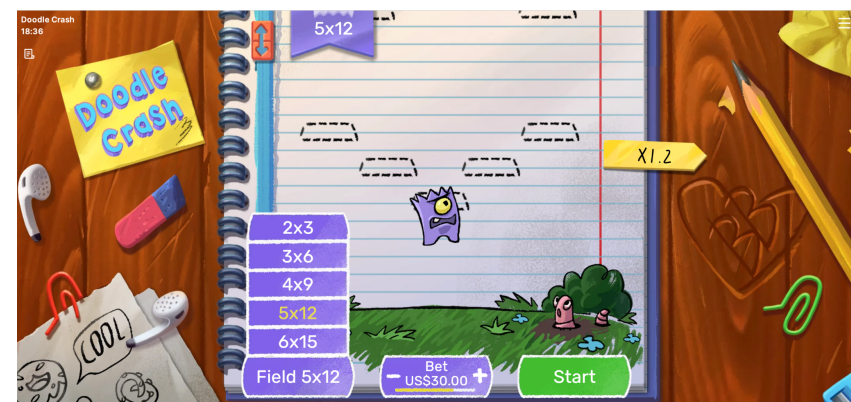 Doodle Crash
18:36
5x12
Doodle
Crash
X1.2
2x3
3x6
4x9
5x12
6x15
COOL
Field 5x12
Bet
- US$30.00 +
Start